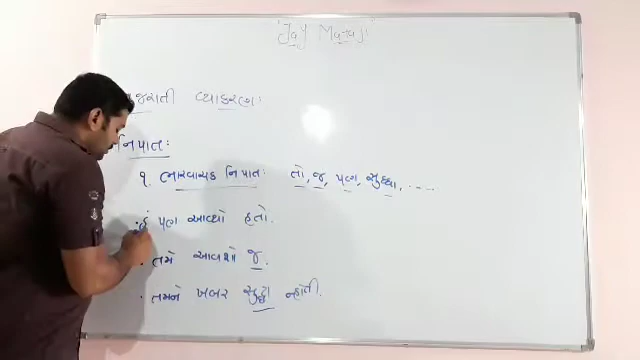 "Jay Mataji"
જરાતી વ્યાકરણઃ
નિપાતઃ
૧. ભારવાચક નિપાતઃ તો, જ, પણ, સુધ્ધા, . . . .
· હું પણ આવ્યો હતો.
· તમે આવશો જ.
· તમને ખબર સુદ્ધા નહોતી.